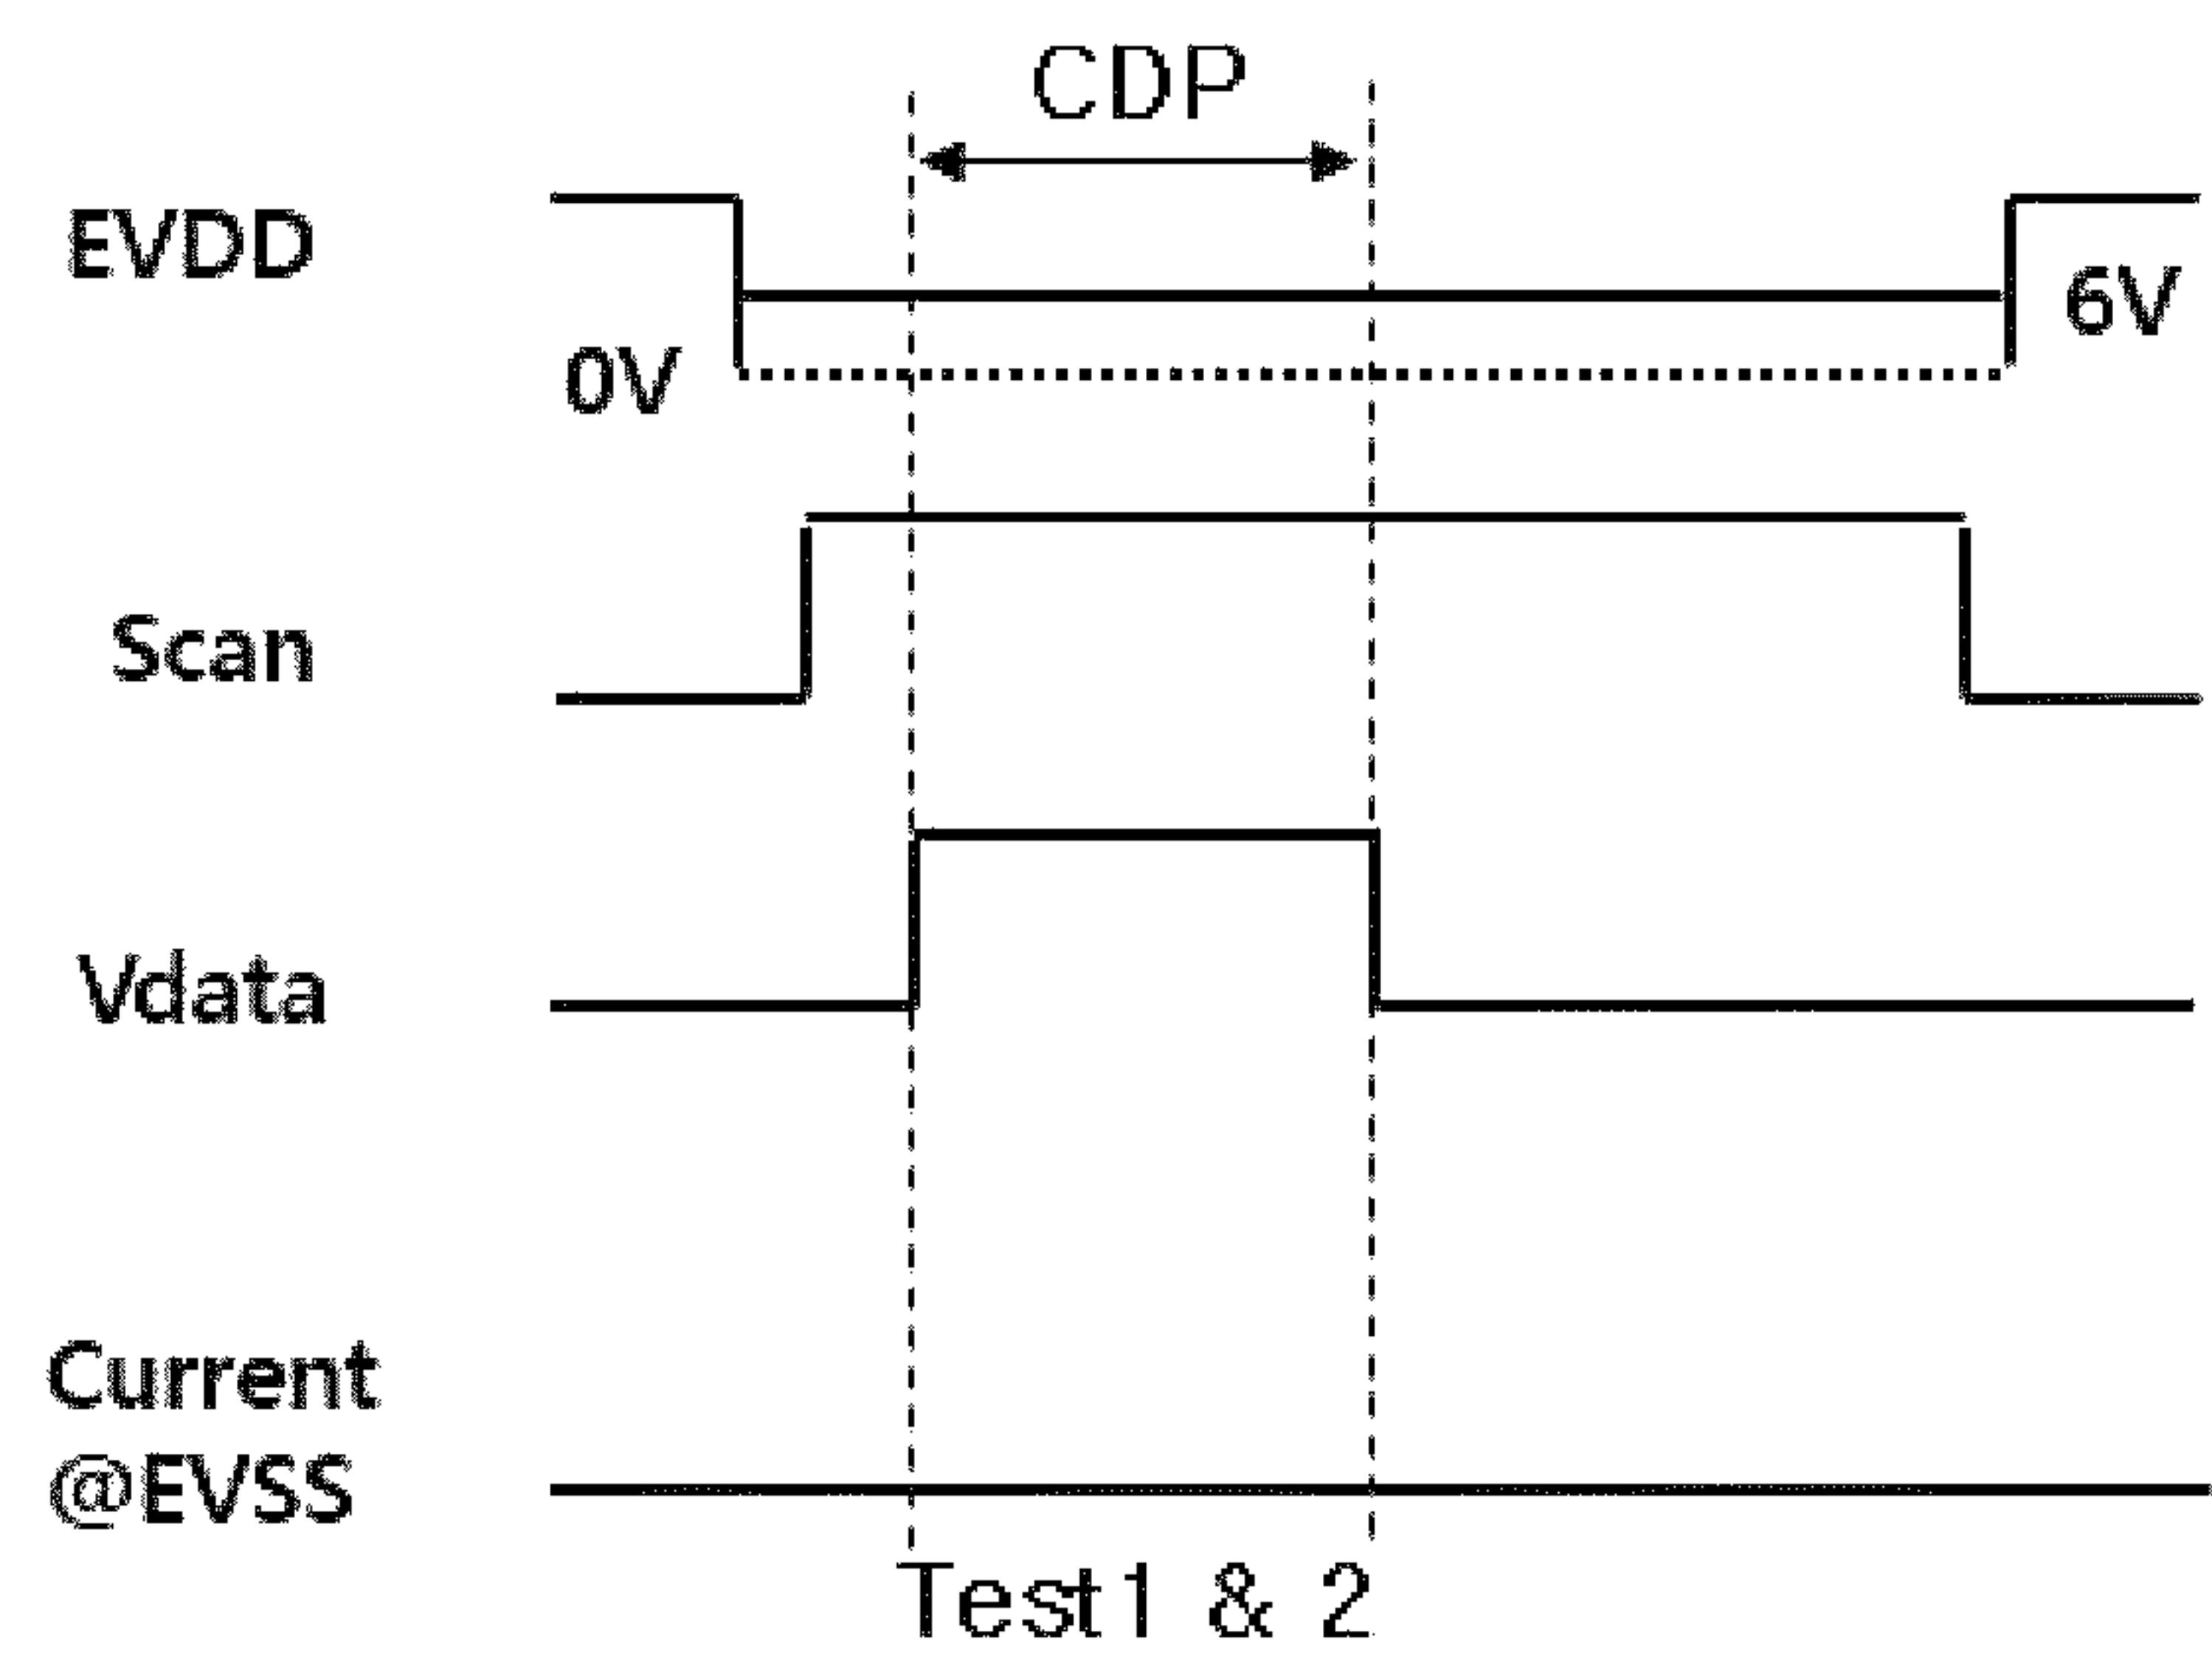 CDP
EVDD
6V
0V
Scan
Vdata
Current
@EVSS
Test1 & 2